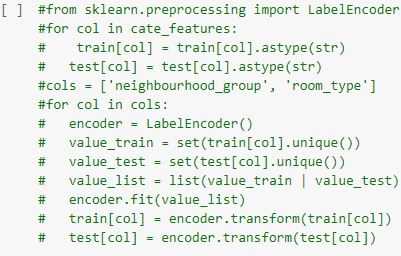 [ ] #from sklearn.preprocessing import LabelEncoder
#for col in cate_features:
#    train[col] = train[col].astype(str)
#   test[col] = test[col].astype(str)
#cols = ['neighbourhood_group', 'room_type']
#for col in cols:
#   encoder = LabelEncoder()
#   value_train = set(train[col].unique())
#   value_test = set(test[col].unique())
#   value_list = list(value_train | value_test)
#   encoder.fit(value_list)
#   train[col] = encoder.transform(train[col])
#   test[col] = encoder.transform(test[col])